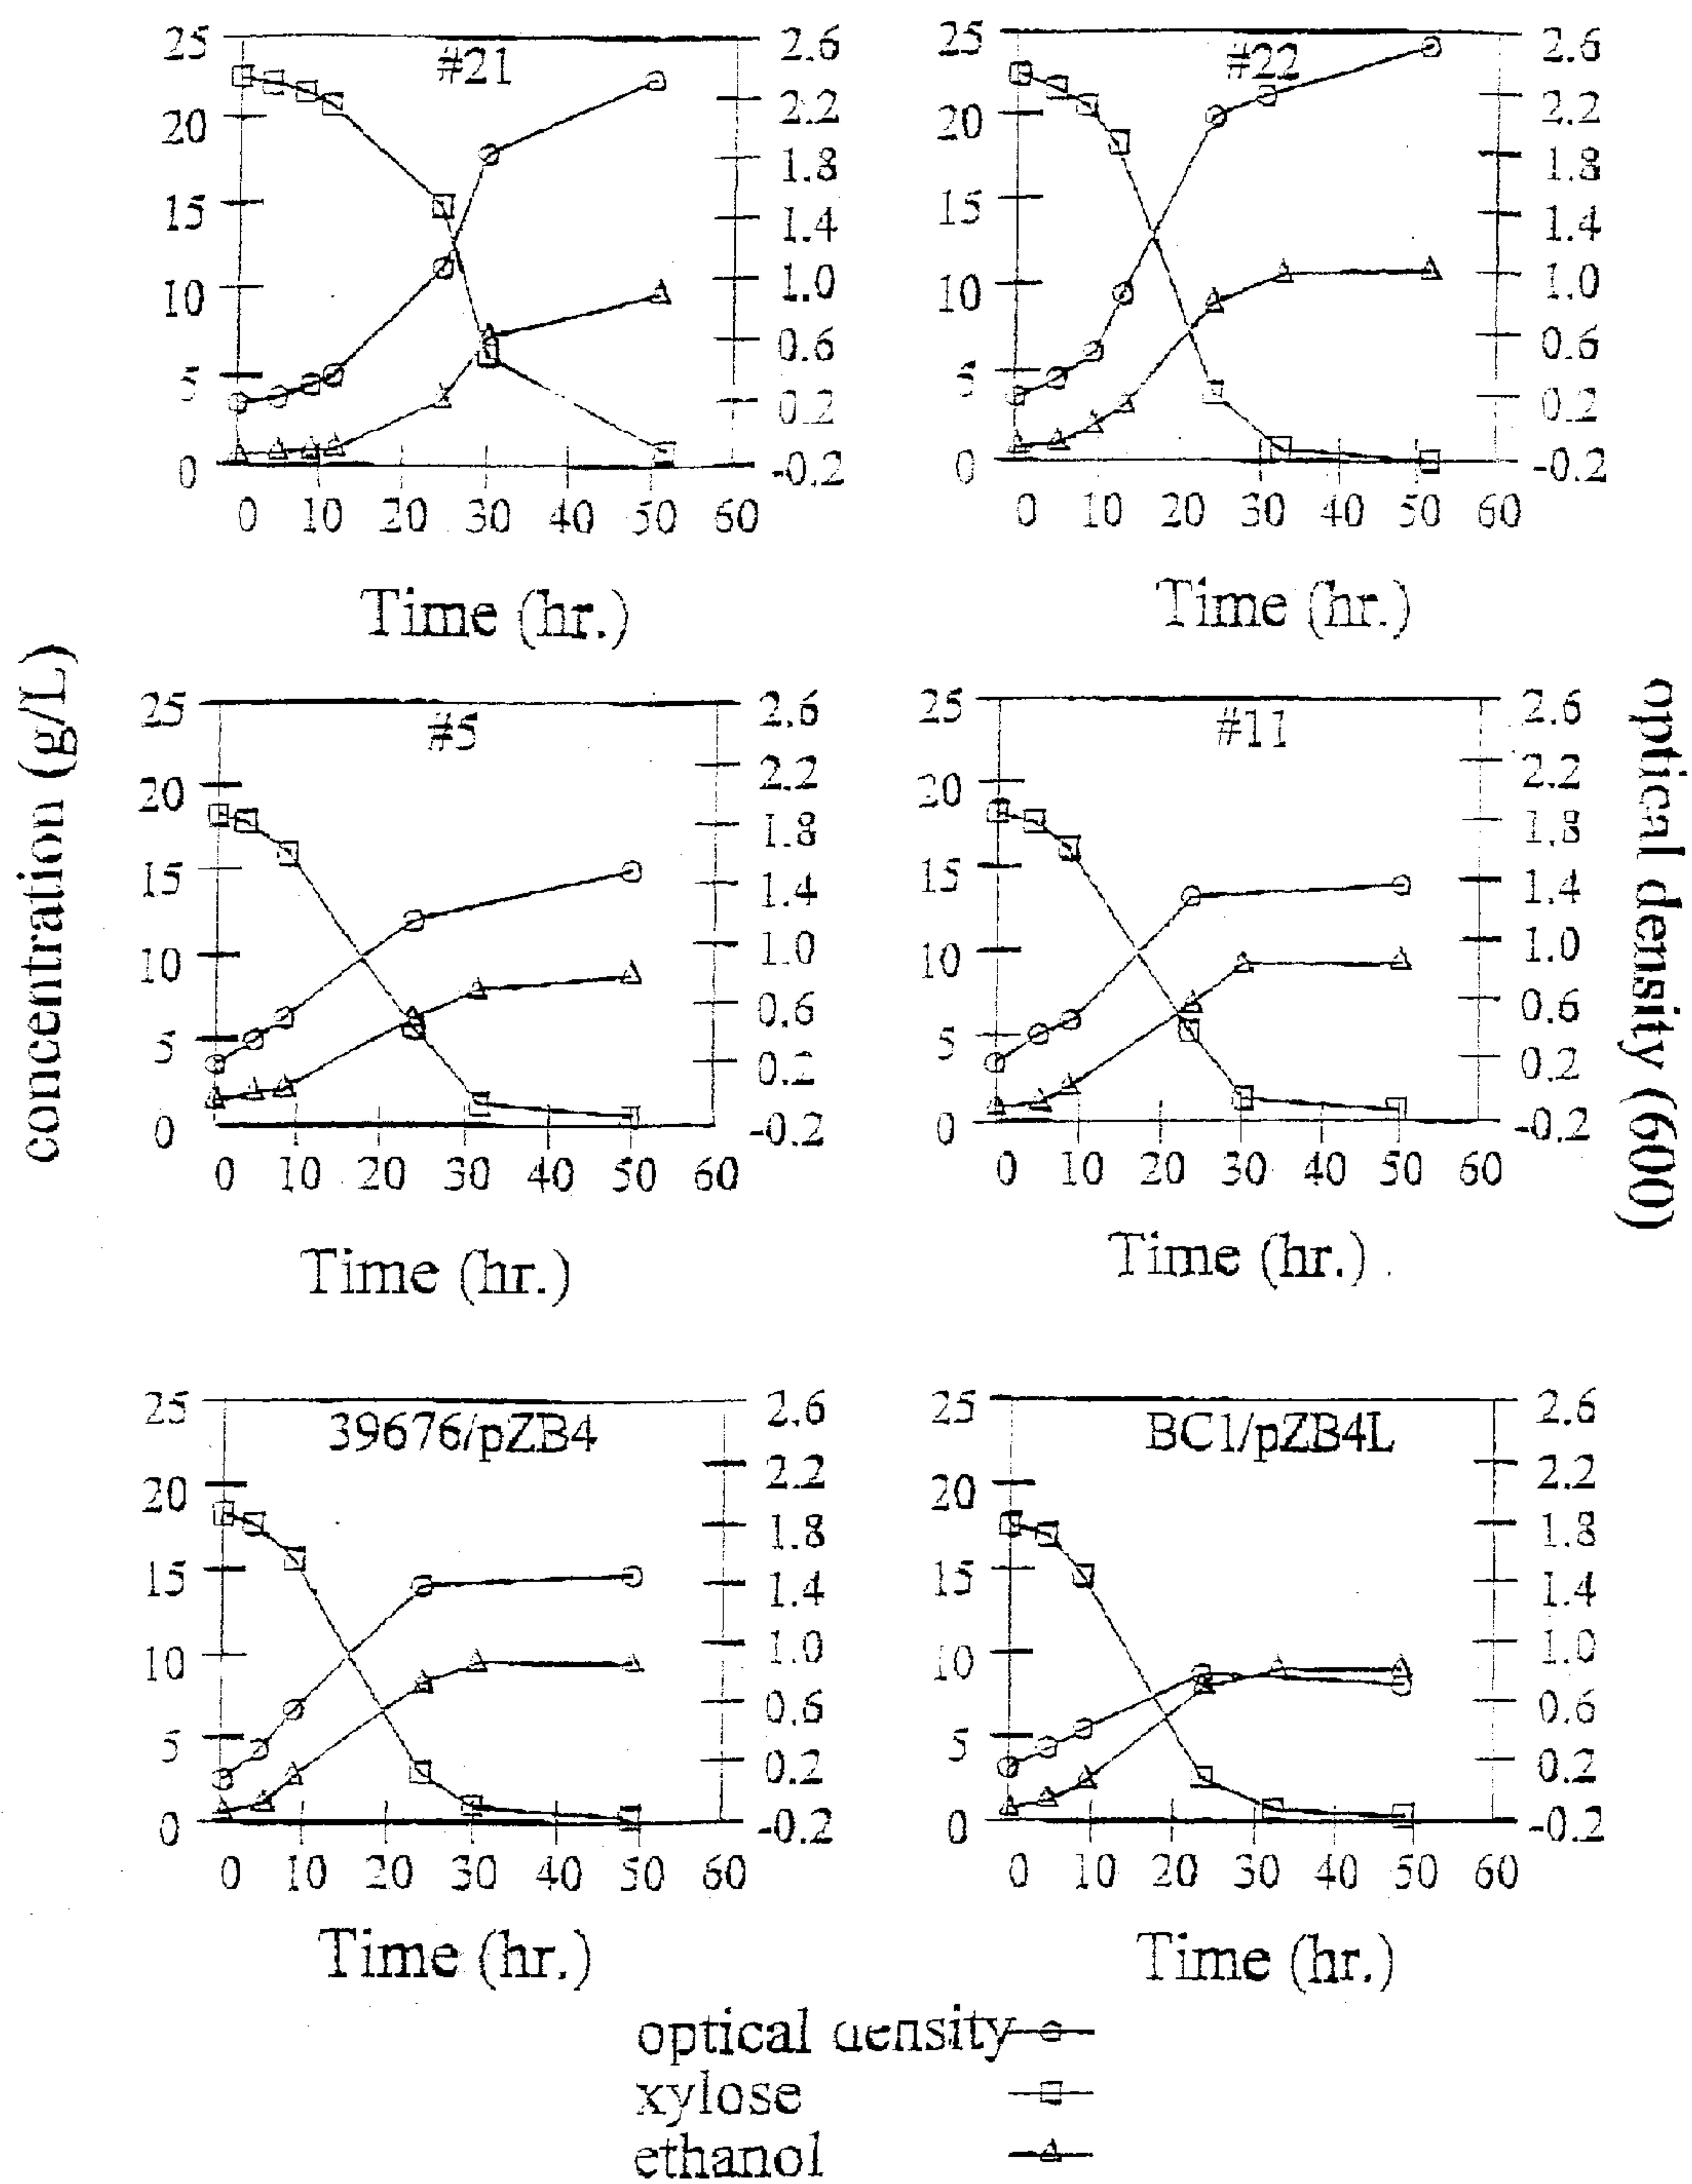 #21
25 20 15 10 5 0
2.6 2.2 1.8 1.4 1.0 0.6 0.2 -0.2
0 10 20 30 40 50 60
Time (hr.)
#22
25 20 15 10 5 0
2.6 2.2 1.8 1.4 1.0 0.6 0.2 -0.2
0 10 20 30 40 50 60
Time (hr.)
concentration (g/L)
#5
25 20 15 10 5 0
2.6 2.2 1.8 1.4 1.0 0.6 0.2 -0.2
0 10 20 30 40 50 60
Time (hr.)
#11
25 20 15 10 5 0
2.6 2.2 1.8 1.4 1.0 0.6 0.2 -0.2
0 10 20 30 40 50 60
Time (hr.)
optical density (600)
39676/pZB4
25 20 15 10 5 0
2.6 2.2 1.8 1.4 1.0 0.6 0.2 -0.2
0 10 20 30 40 50 60
Time (hr.)
BC1/pZB4L
25 20 15 10 5 0
2.6 2.2 1.8 1.4 1.0 0.6 0.2 -0.2
0 10 20 30 40 50 60
Time (hr.)
optical density
xylose
ethanol